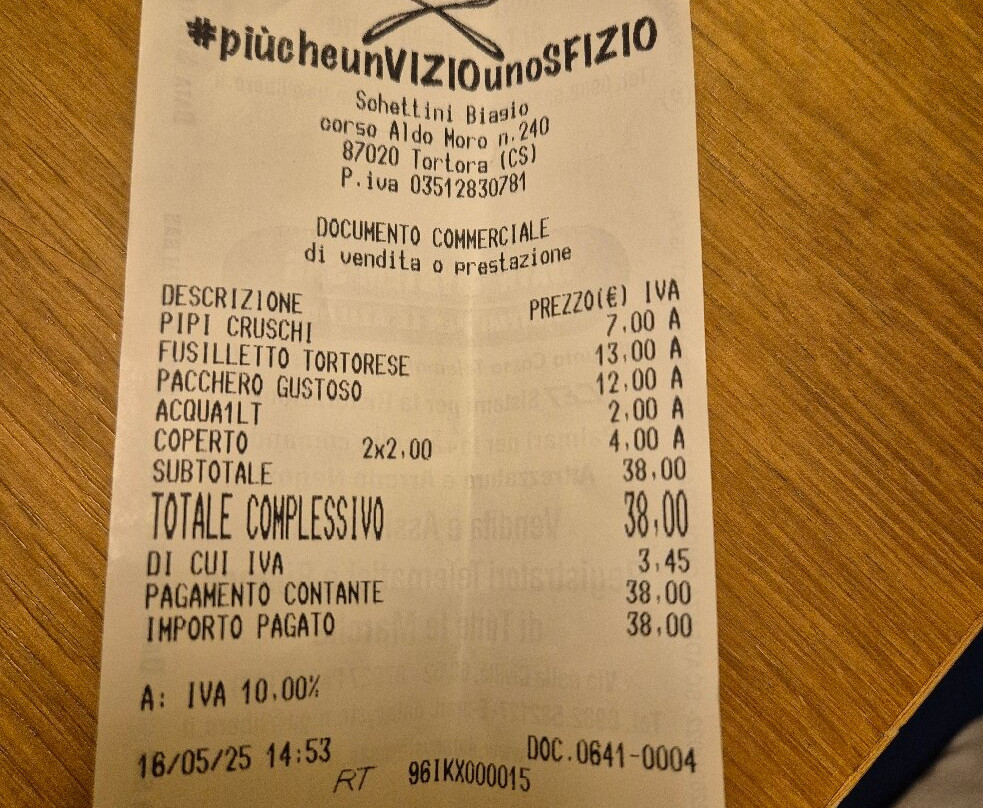 #piùcheunVIZIOunoSFIZIO
Sohettini Biagio
corso Aldo Moro n.240
87020 Tortora (CS)
P.iva 03512830781
DOCUMENTO COMMERCIALE
di vendita o prestazione
DESCRIZIONE PREZZO(€) IVA
PIPI CRUSCHI 7,00 A
FUSILLETTO TORTORESE 13,00 A
PACCHERO GUSTOSO 12,00 A
ACQUA1LT 2,00 A
COPERTO 2x2,00 4,00 A
SUBTOTALE 38,00
TOTALE COMPLESSIVO 38,00
DI CUI IVA 3,45
PAGAMENTO CONTANTE 38,00
IMPORTO PAGATO 38,00
A: IVA 10,00%
16/05/25 14:53 DOC.0641-0004
RT 96IKX000015